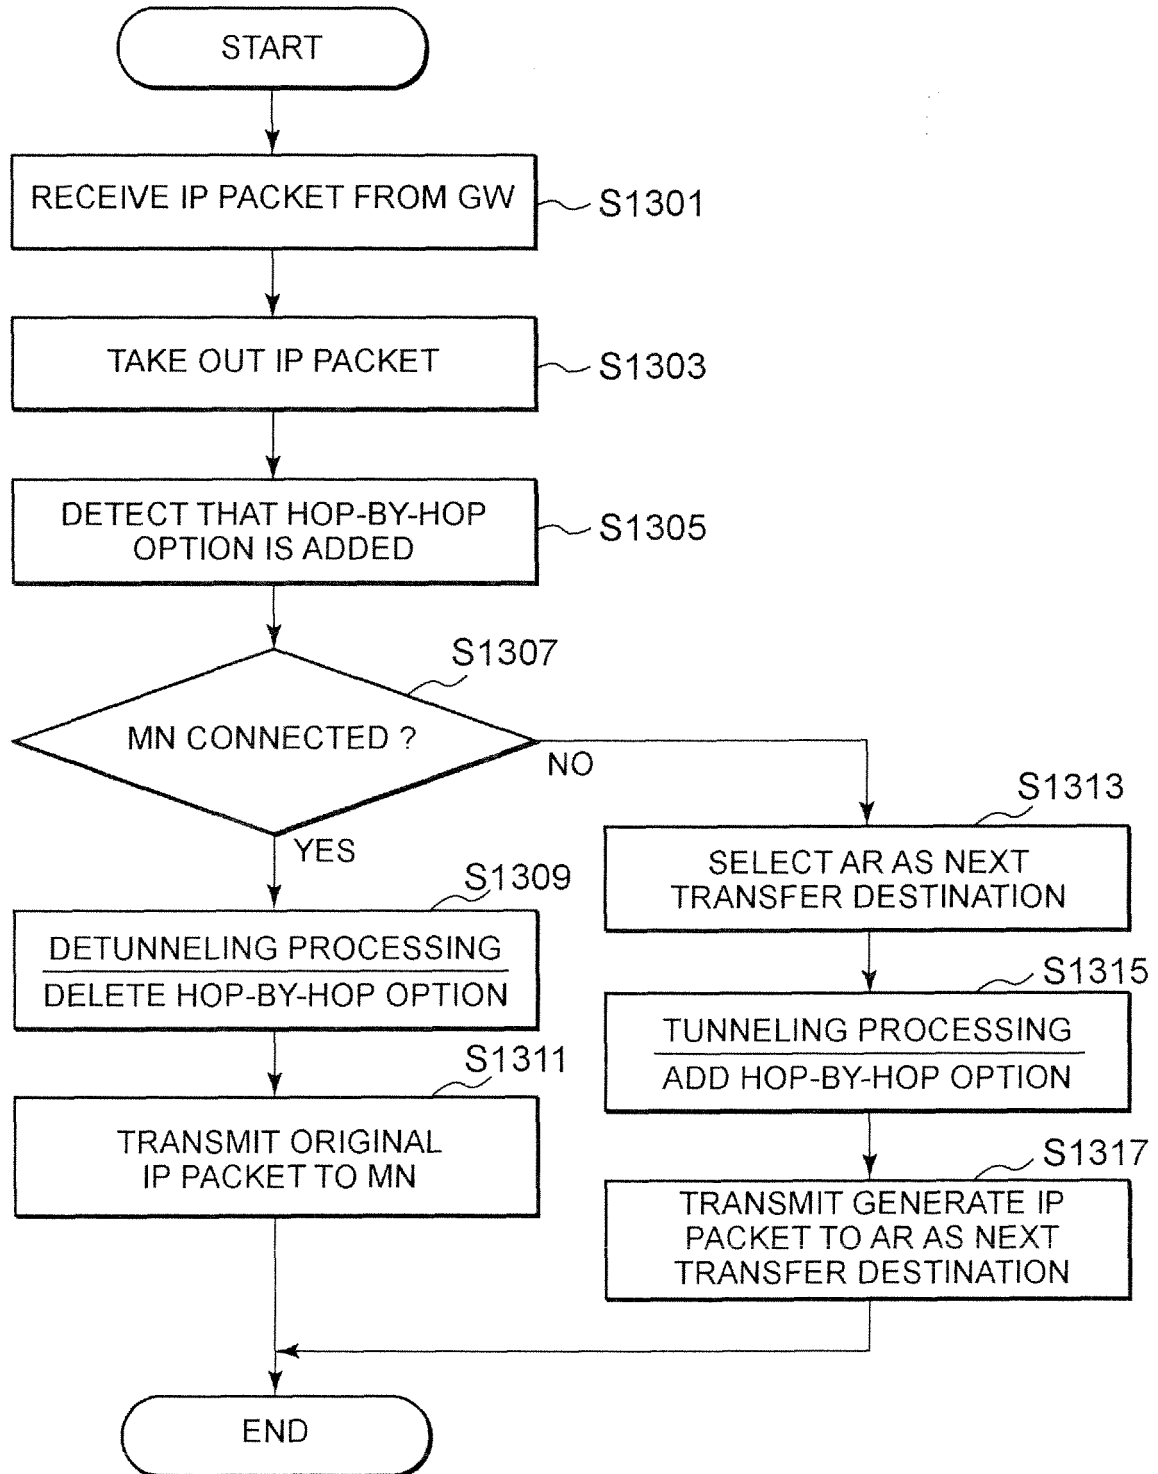 START
RECEIVE IP PACKET FROM GW
S1301
TAKE OUT IP PACKET
S1303
DETECT THAT HOP-BY-HOP
OPTION IS ADDED
S1305
S1307
MN CONNECTED ?
NO
YES
S1309
DETUNNELING PROCESSING
DELETE HOP-BY-HOP OPTION
S1311
TRANSMIT ORIGINAL
IP PACKET TO MN
S1313
SELECT AR AS NEXT
TRANSFER DESTINATION
S1315
TUNNELING PROCESSING
ADD HOP-BY-HOP OPTION
S1317
TRANSMIT GENERATE IP
PACKET TO AR AS NEXT
TRANSFER DESTINATION
END